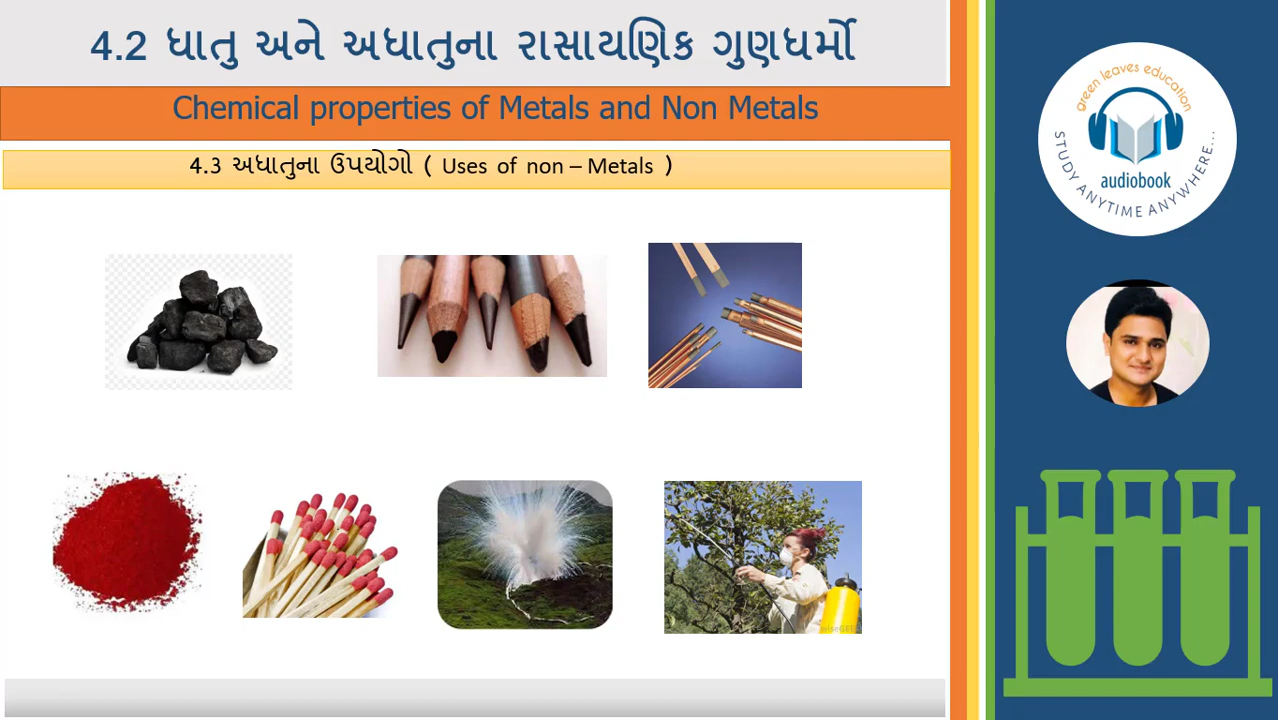 4.2 ધાતુ અને અધાતુના રાસાયણિક ગુણધર્મો
Chemical properties of Metals and Non Metals
4.3 અધાતુના ઉપયોગો ( Uses of non – Metals )
green leaves education
audiobook
STUDY ANYTIME ANYWHERE...
wiseGEEK